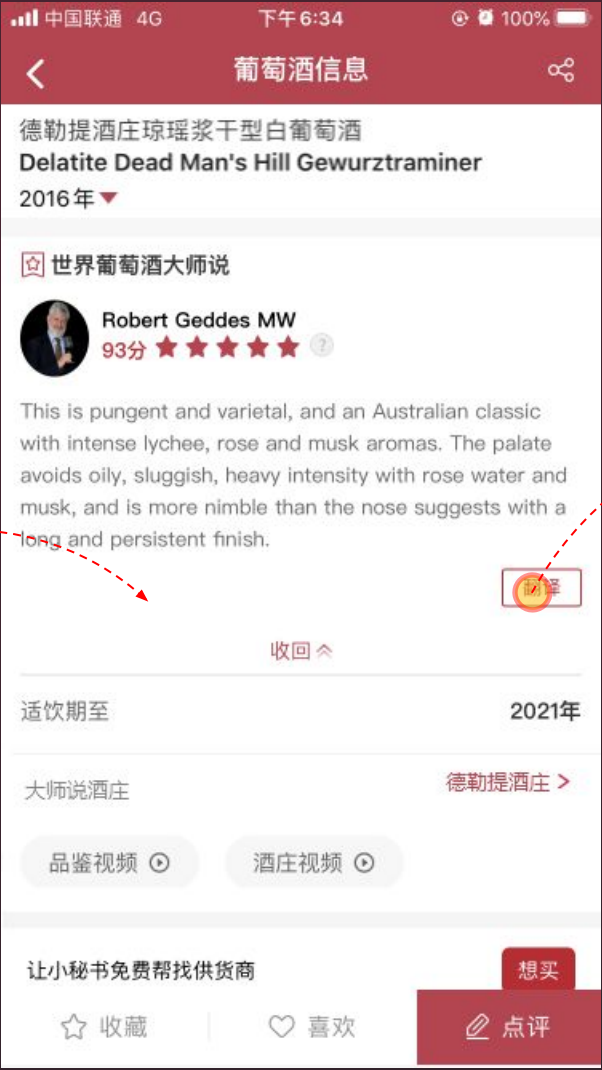 中国联通 4G 下午6:34 100%
葡萄酒信息
德勒提酒庄琼瑶浆干型白葡萄酒
Delatite Dead Man's Hill Gewurztraminer
2016年
世界葡萄酒大师说
Robert Geddes MW
93分 ?
This is pungent and varietal, and an Australian classic
with intense lychee, rose and musk aromas. The palate
avoids oily, sluggish, heavy intensity with rose water and
musk, and is more nimble than the nose suggests with a
long and persistent finish.
翻译
收回
适饮期至 2021年
大师说酒庄 德勒提酒庄 >
品鉴视频 酒庄视频
让小秘书免费帮找供货商 想买
收藏 喜欢 点评